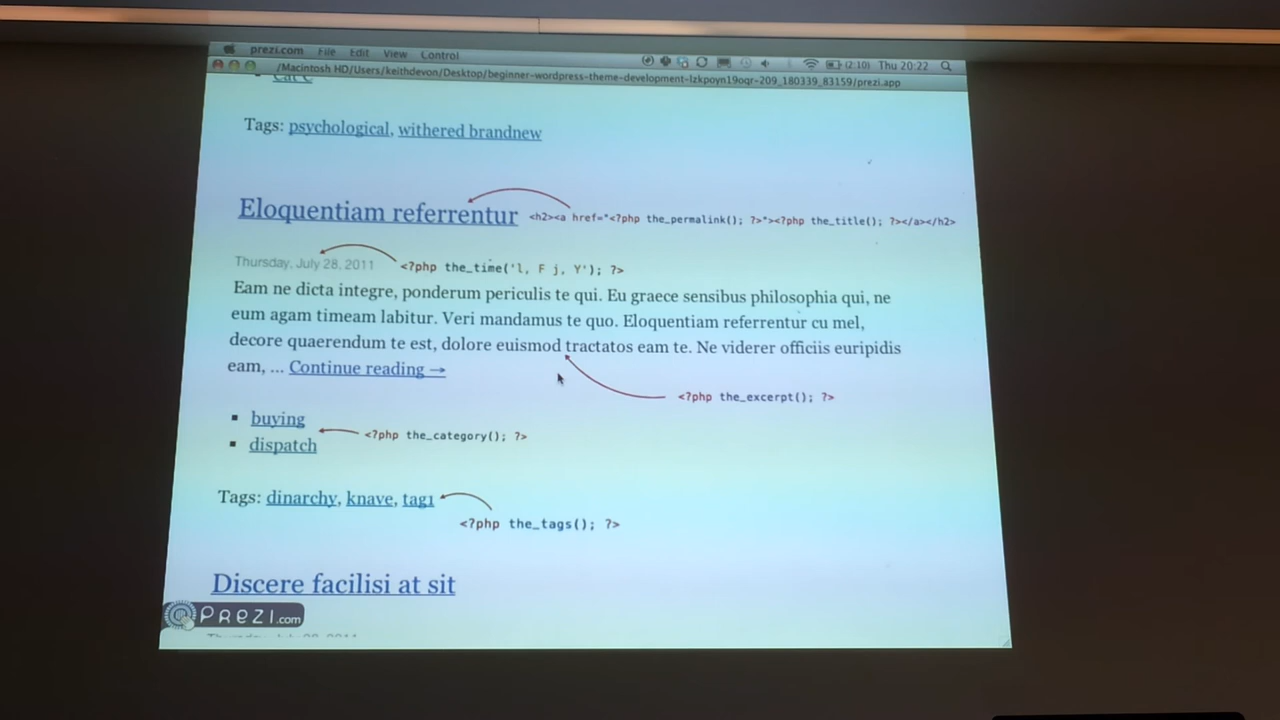 prezi.com File Edit View Control
(2:10) Thu 20:22
/Macintosh HD/Users/keithdevon/Desktop/beginner-wordpress-theme-development-lzkpoyn19oqr-209_180339_83159/prezi.app
Tags: psychological, withered brandnew
Eloquentiam referrentur <h2><a href="<?php the_permalink(); ?>"><?php the_title(); ?></a></h2>
Thursday, July 28, 2011 <?php the_time('l, F j, Y'); ?>
Eam ne dicta integre, ponderum periculis te qui. Eu graece sensibus philosophia qui, ne
eum agam timeam labitur. Veri mandamus te quo. Eloquentiam referrentur cu mel,
decore quaerendum te est, dolore euismod tractatos eam te. Ne viderer officiis euripidis
eam, ... Continue reading →
<?php the_excerpt(); ?>
buying
<?php the_category(); ?>
dispatch
Tags: dinarchy, knave, tag1
<?php the_tags(); ?>
Discere facilisi at sit
Prezi.com